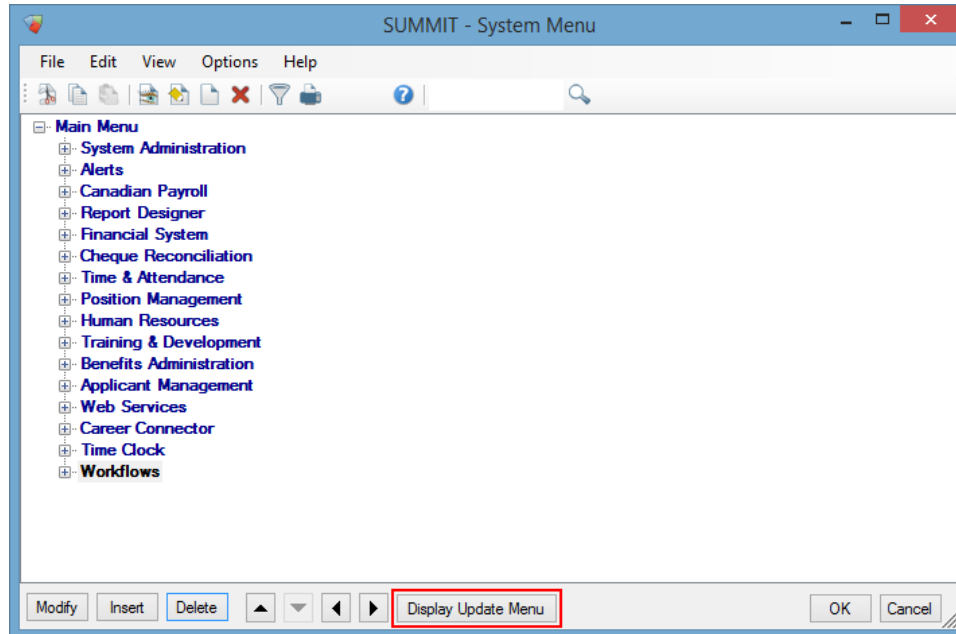 SUMMIT - System Menu
File Edit View Options Help
Main Menu
System Administration
Alerts
Canadian Payroll
Report Designer
Financial System
Cheque Reconciliation
Time & Attendance
Position Management
Human Resources
Training & Development
Benefits Administration
Applicant Management
Web Services
Career Connector
Time Clock
Workflows
Modify Insert Delete Display Update Menu OK Cancel